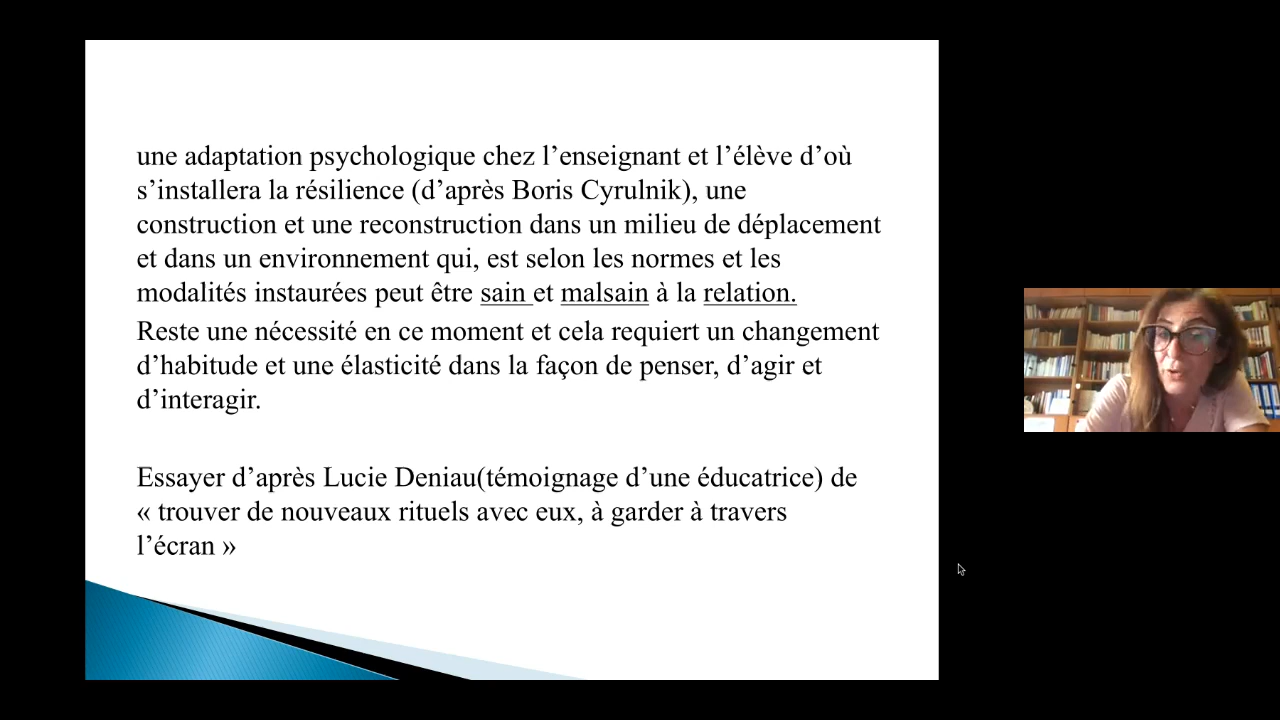 une adaptation psychologique chez l’enseignant et l’élève d’où
s’installera la résilience (d’après Boris Cyrulnik), une
construction et une reconstruction dans un milieu de déplacement
et dans un environnement qui, est selon les normes et les
modalités instaurées peut être sain et malsain à la relation.
Reste une nécessité en ce moment et cela requiert un changement
d’habitude et une élasticité dans la façon de penser, d’agir et
d’interagir.
Essayer d’après Lucie Deniau(témoignage d’une éducatrice) de
« trouver de nouveaux rituels avec eux, à garder à travers
l’écran »